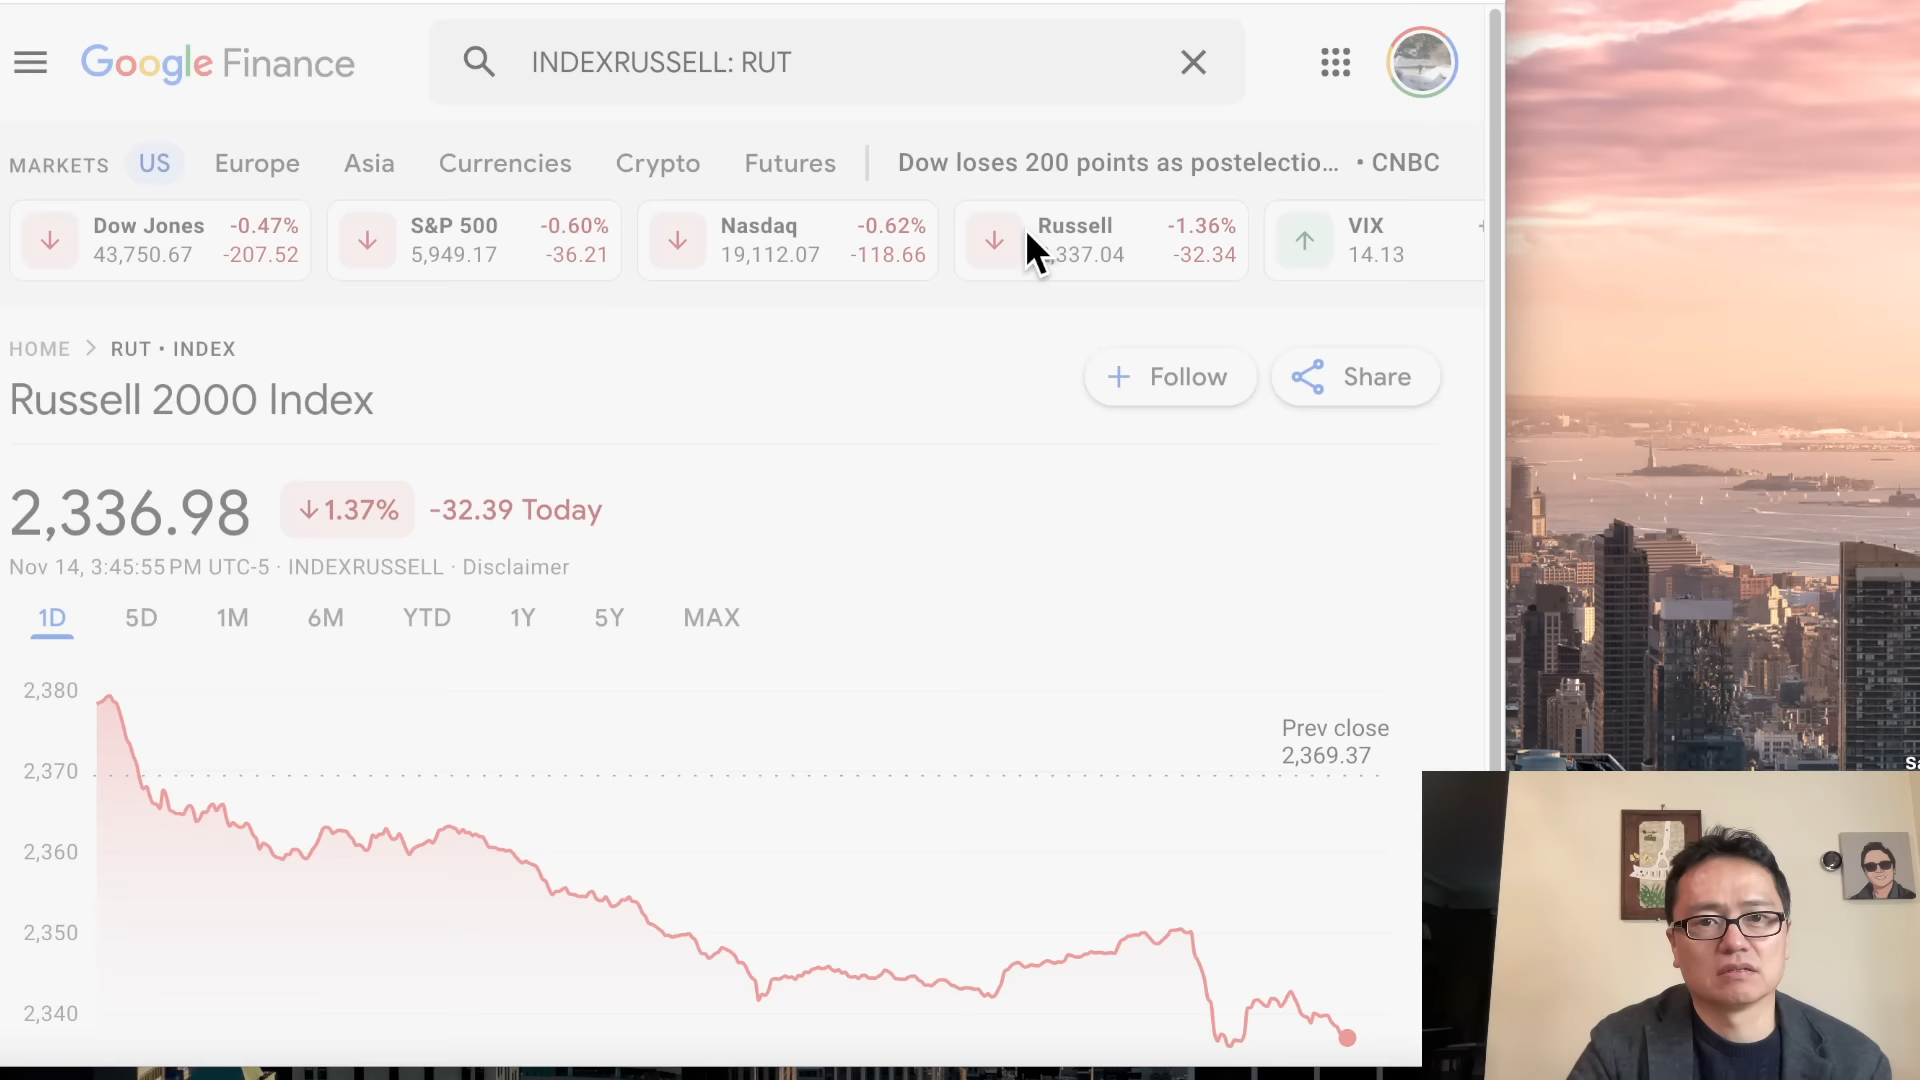 Google Finance
INDEXRUSSELL: RUT
MARKETS US Europe Asia Currencies Crypto Futures Dow loses 200 points as postelectio... • CNBC
Dow Jones -0.47%
43,750.67 -207.52
S&P 500 -0.60%
5,949.17 -36.21
Nasdaq -0.62%
19,112.07 -118.66
Russell -1.36%
,337.04 -32.34
VIX
14.13
HOME > RUT • INDEX
Follow Share
Russell 2000 Index
2,336.98 ↓1.37% -32.39 Today
Nov 14, 3:45:55 PM UTC-5 · INDEXRUSSELL · Disclaimer
1D 5D 1M 6M YTD 1Y 5Y MAX
2,380
Prev close
2,369.37
2,370
2,360
2,350
2,340